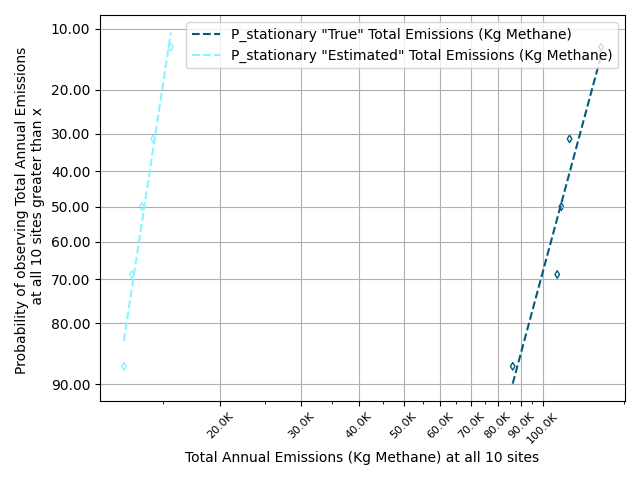 P_stationary "True" Total Emissions (Kg Methane)
P_stationary "Estimated" Total Emissions (Kg Methane)
10.00
20.00
30.00
40.00
50.00
60.00
70.00
80.00
90.00
Probability of observing Total Annual Emissions
at all 10 sites greater than x
20.0K
30.0K
40.0K
50.0K
60.0K
70.0K
80.0K
90.0K
100.0K
Total Annual Emissions (Kg Methane) at all 10 sites